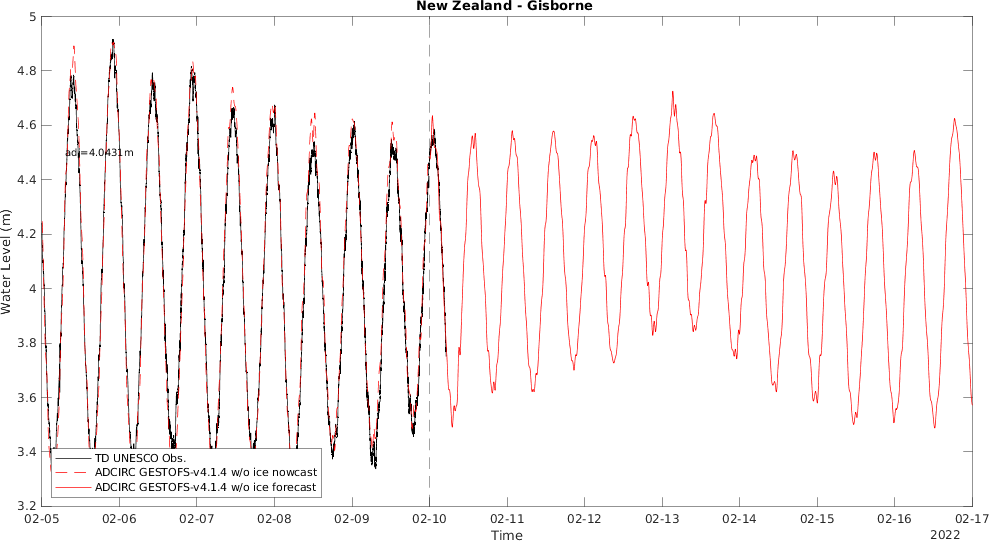 New Zealand - Gisborne
Water Level (m)
5
4.8
4.6
4.4
4.2
4
3.8
3.6
3.4
3.2
adj=4.0431m
TD UNESCO Obs.
ADCIRC GESTOFS-v4.1.4 w/o ice nowcast
ADCIRC GESTOFS-v4.1.4 w/o ice forecast
02-05 02-06 02-07 02-08 02-09 02-10 02-11 02-12 02-13 02-14 02-15 02-16 02-17
Time
2022